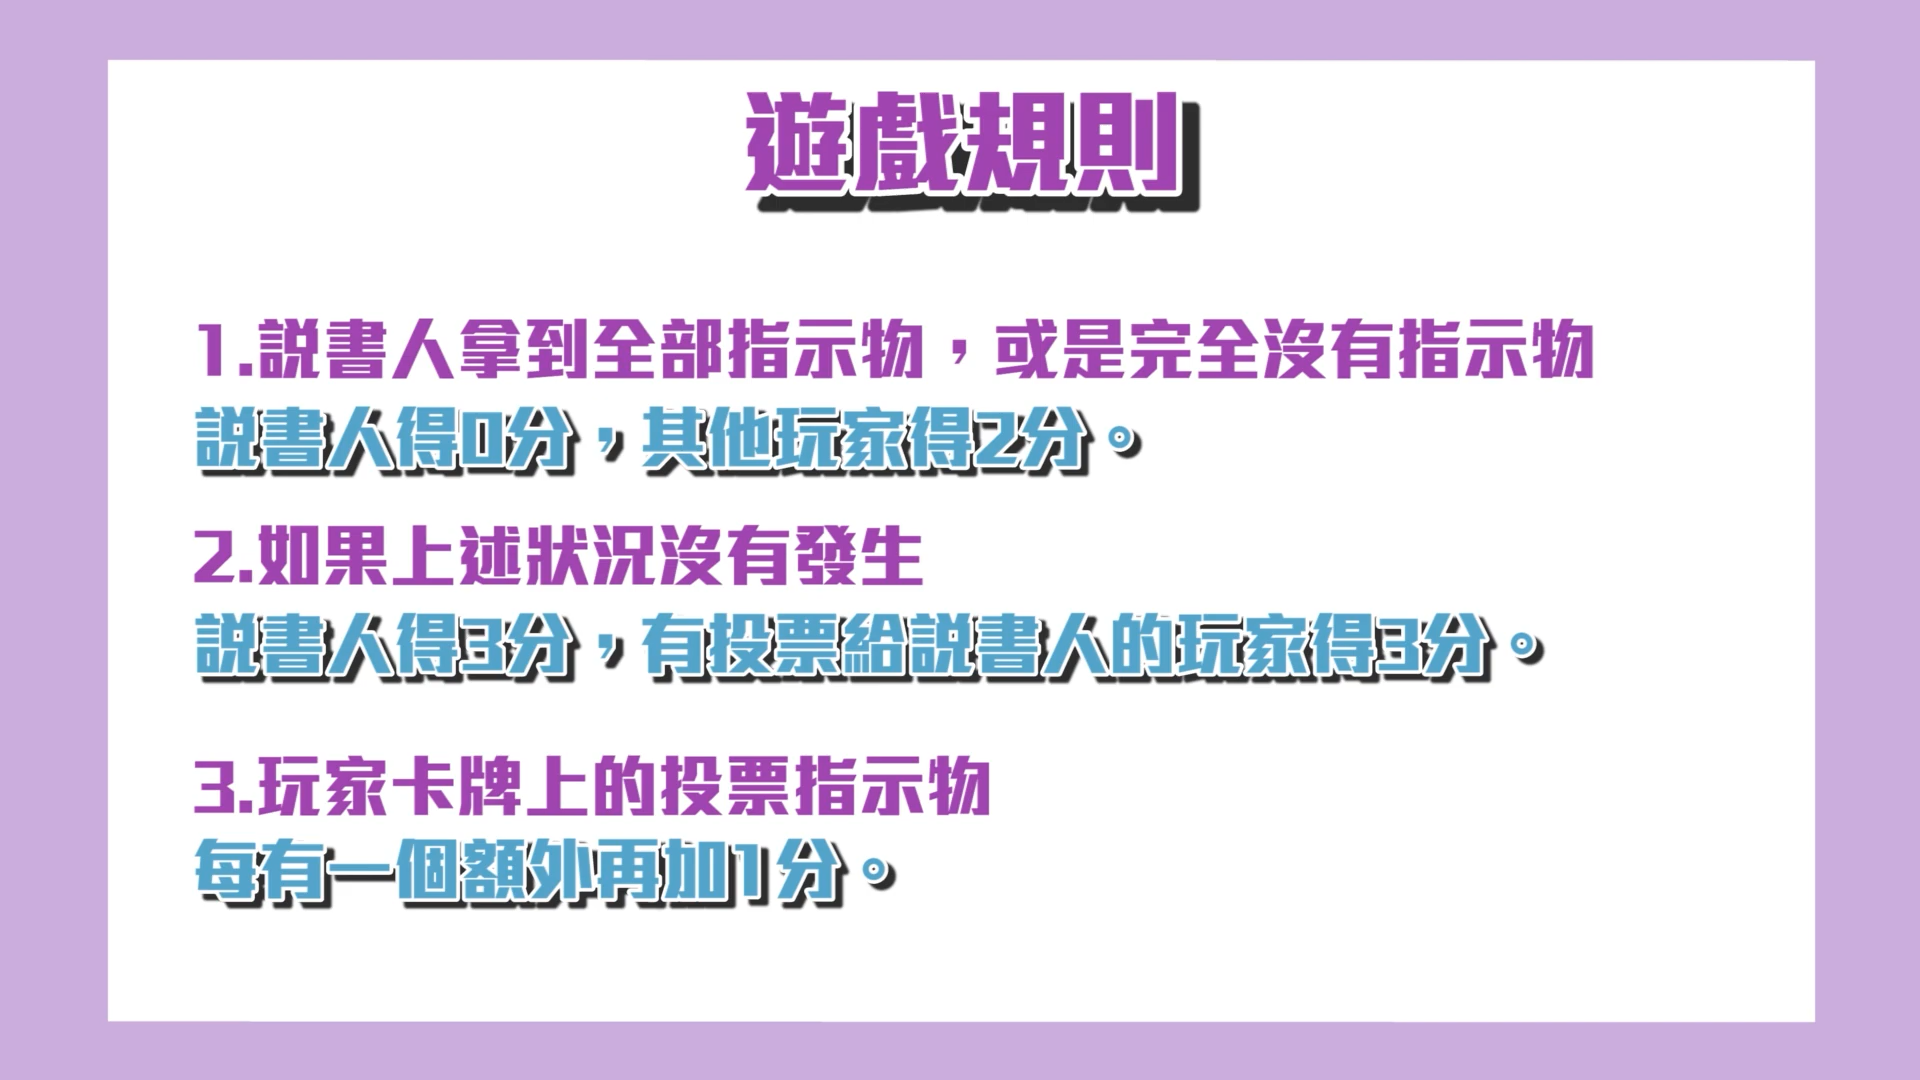 遊戲規則
1.說書人拿到全部指示物，或是完全沒有指示物
說書人得0分，其他玩家得2分。
2.如果上述狀況沒有發生
說書人得3分，有投票給說書人的玩家得3分。
3.玩家卡牌上的投票指示物
每有一個額外再加1分。